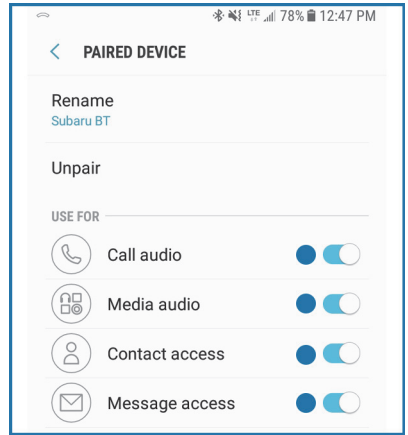 LTE 78% 12:47 PM
PAIRED DEVICE
Rename
Subaru BT
Unpair
USE FOR
Call audio
Media audio
Contact access
Message access